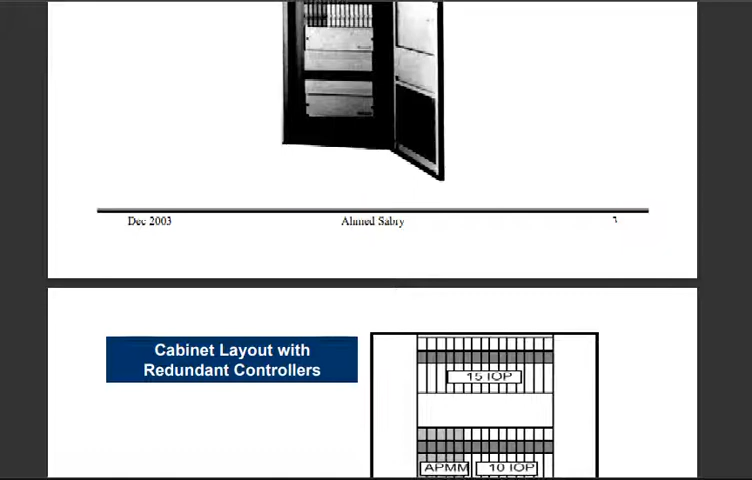 Dec 2003 Ahmed Sabry
Cabinet Layout with
Redundant Controllers
15 IOP
APMM 10 IOP